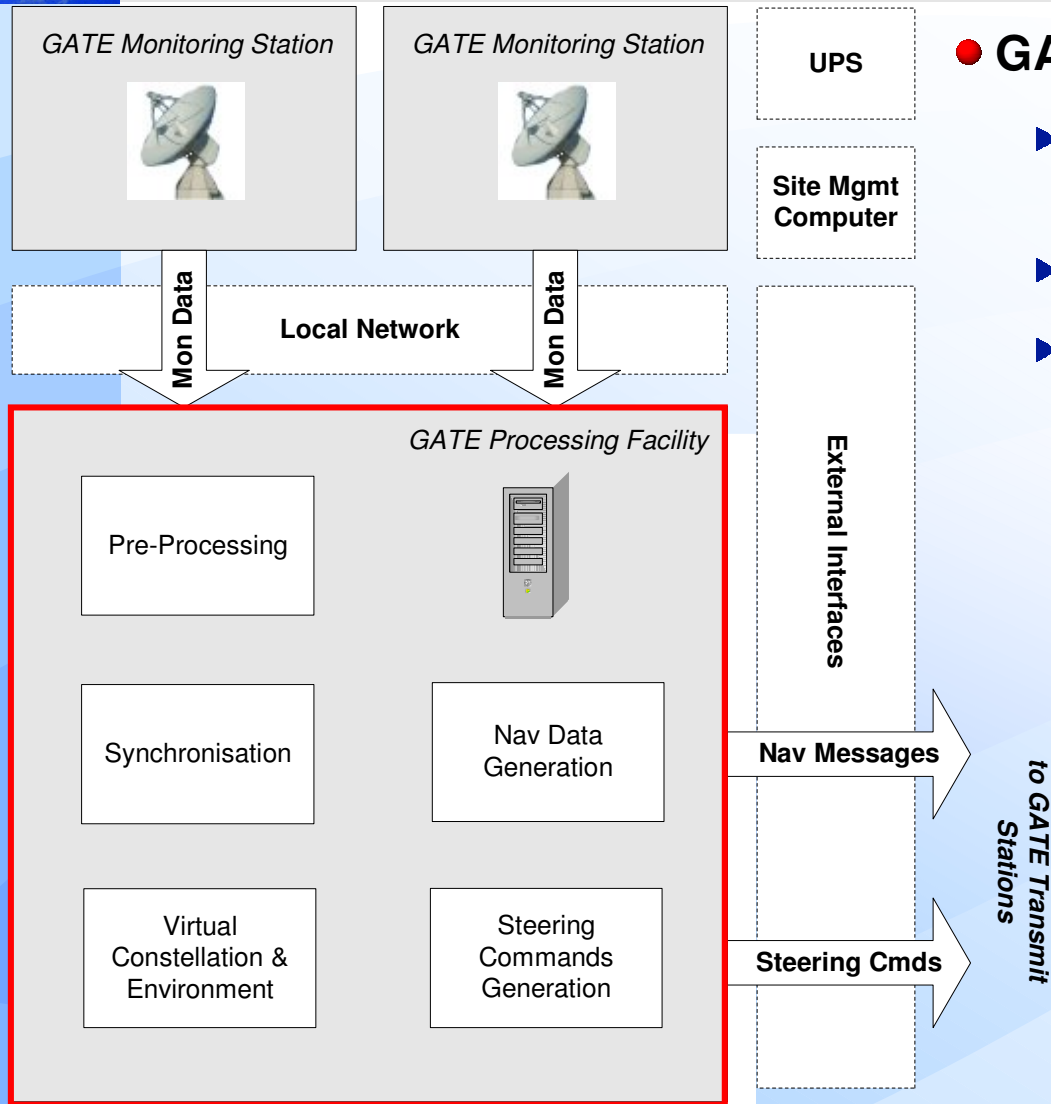 GATE Monitoring Station
GATE Monitoring Station
UPS
Site Mgmt
Computer
Mon Data
Local Network
Mon Data
GATE Processing Facility
Pre-Processing
External Interfaces
Synchronisation
Nav Data
Generation
Nav Messages
Virtual
Constellation &
Environment
Steering
Commands
Generation
Steering Cmds
to GATE Transmit
Stations